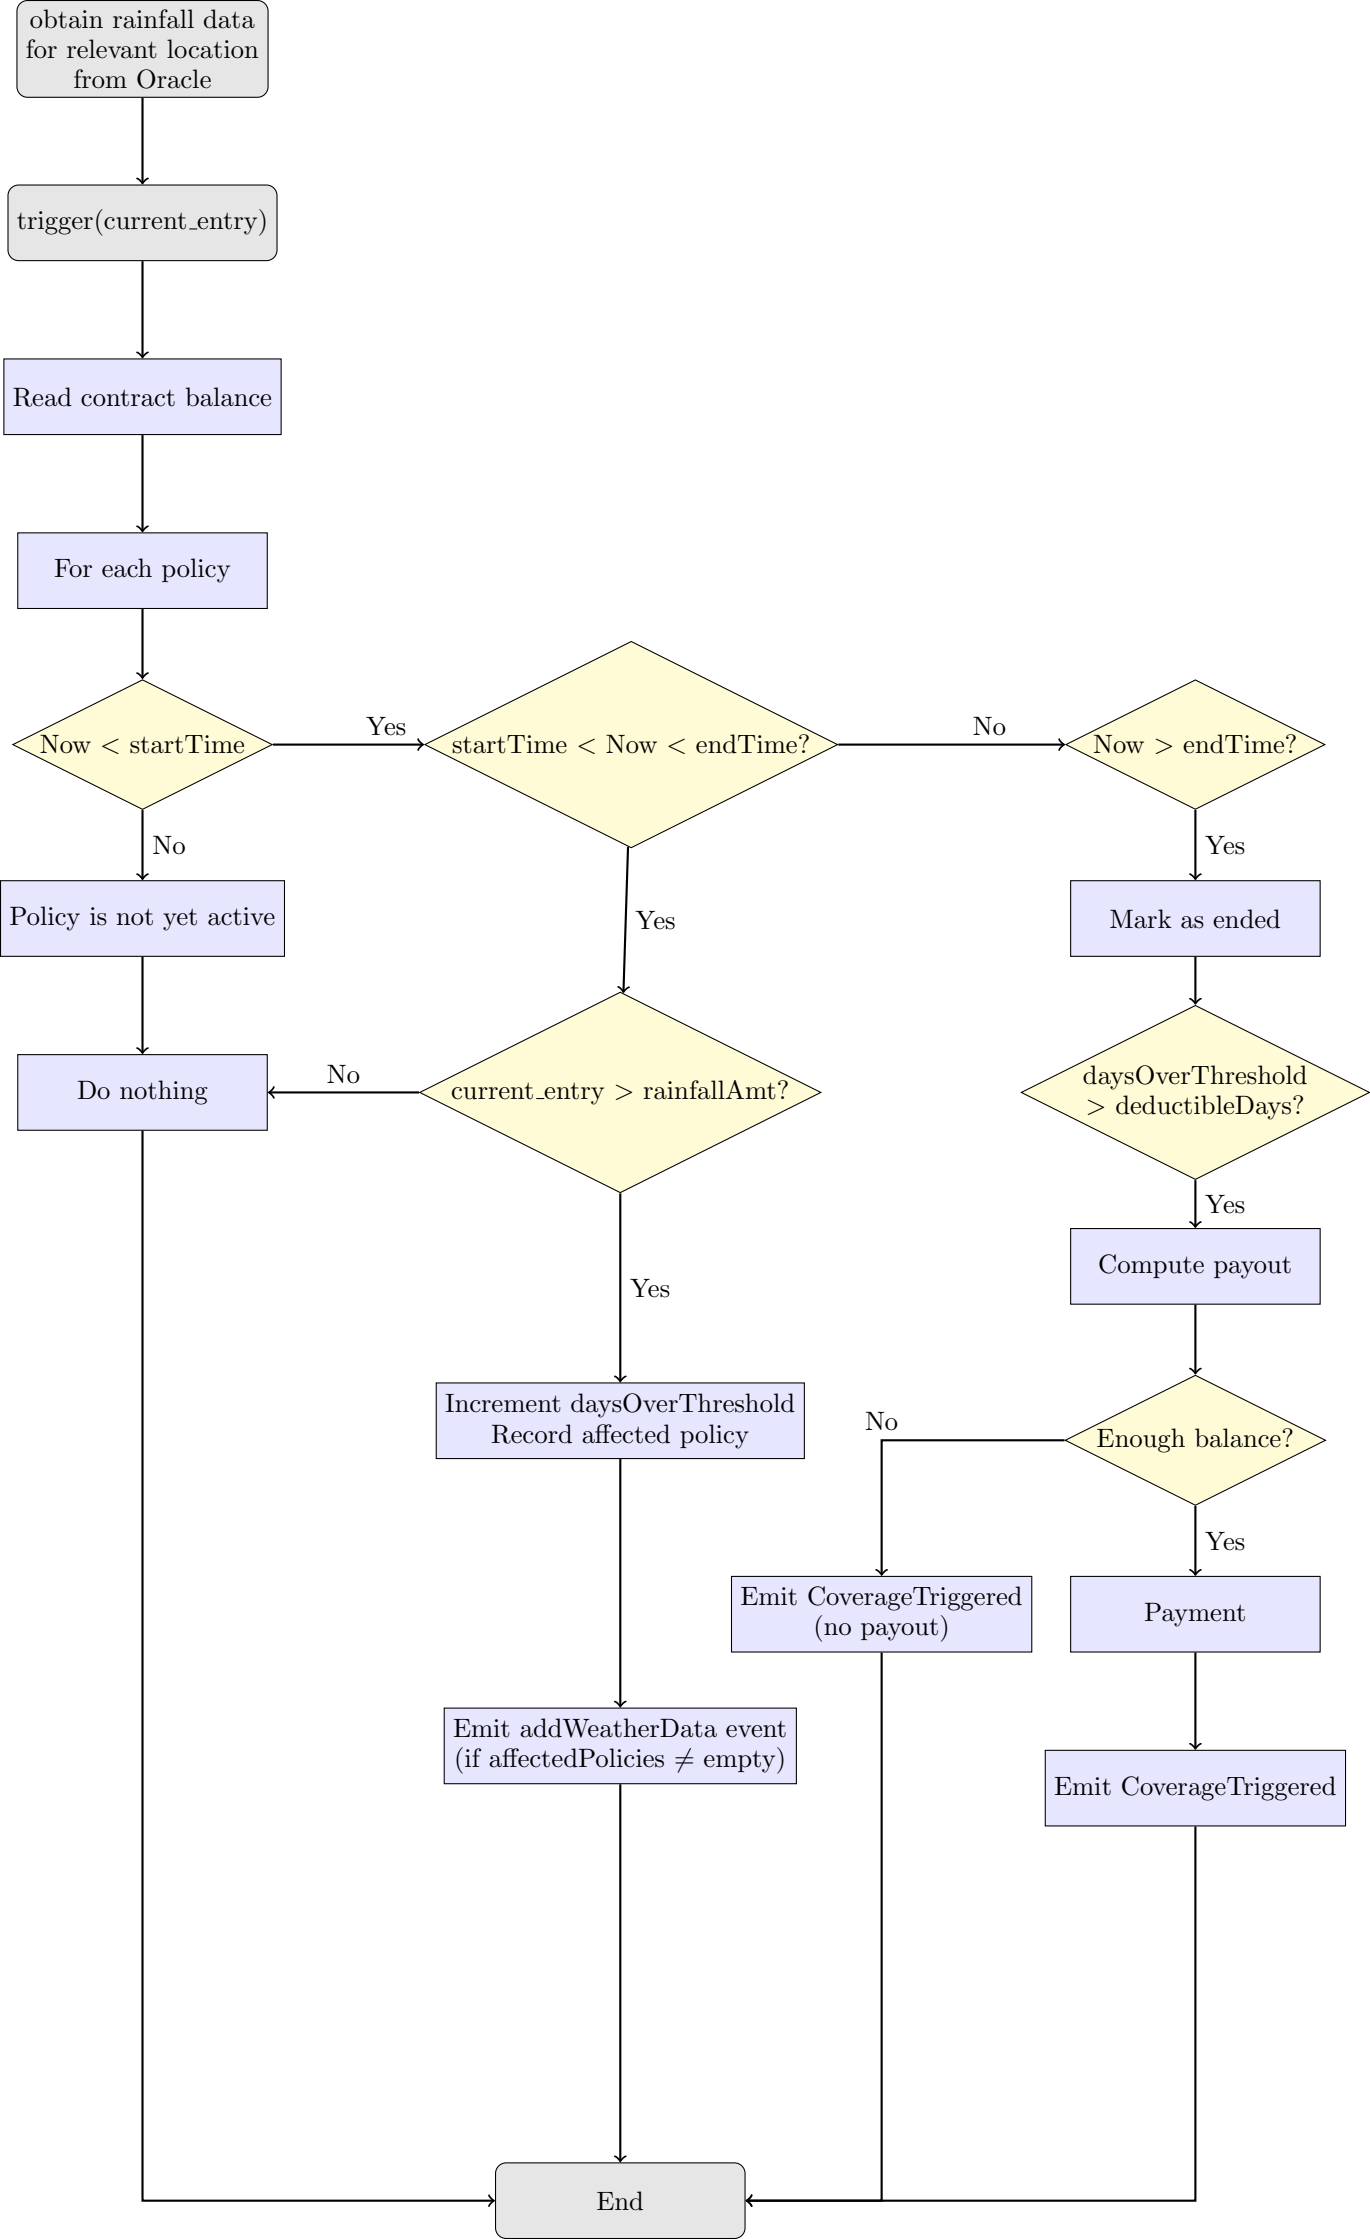 obtain rainfall data
for relevant location
from Oracle
trigger(current_entry)
Read contract balance
For each policy
Now < startTime
Yes
startTime < Now < endTime?
No
Now > endTime?
No
Yes
Policy is not yet active
Yes
Mark as ended
Do nothing
No
current_entry > rainfallAmt?
daysOverThreshold
> deductibleDays?
Yes
Compute payout
Yes
Increment daysOverThreshold
Record affected policy
No
Enough balance?
Yes
Emit CoverageTriggered
(no payout)
Payment
Emit addWeatherData event
(if affectedPolicies ≠ empty)
Emit CoverageTriggered
End